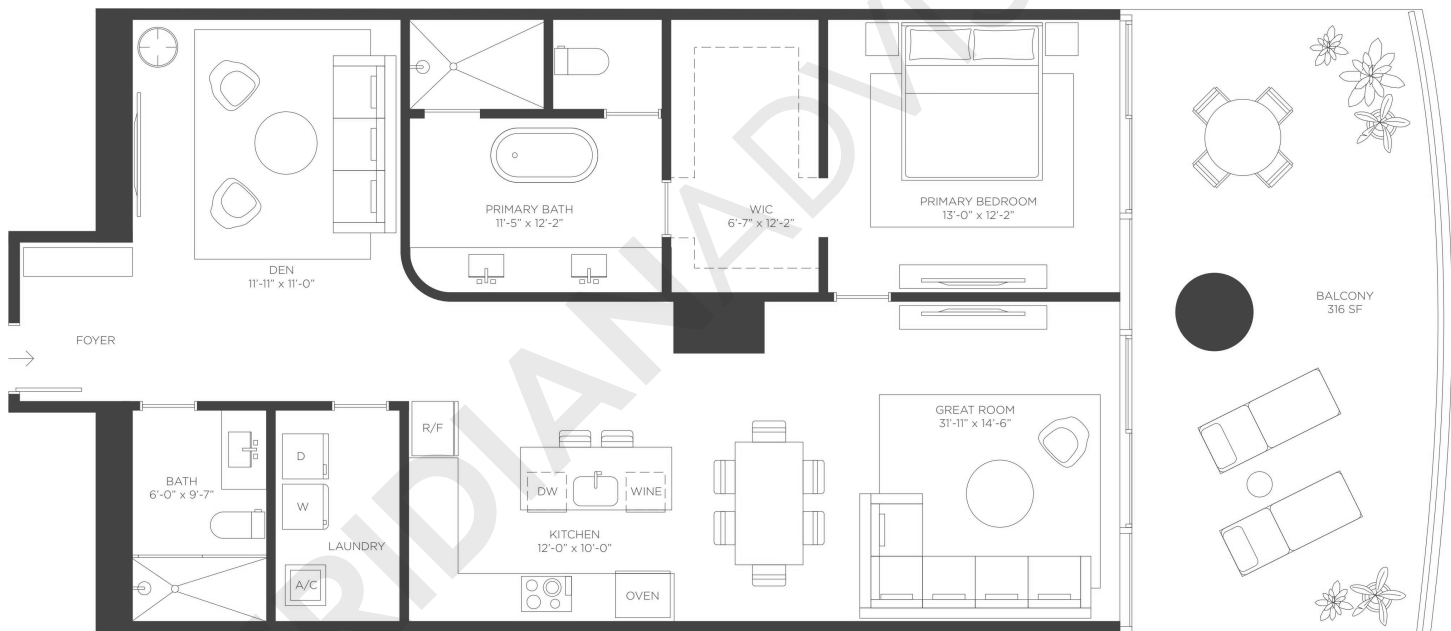 DEN
11'-11" x 11'-0"
PRIMARY BATH
11'-5" x 12'-2"
WIC
6'-7" x 12'-2"
PRIMARY BEDROOM
13'-0" x 12'-2"
BALCONY
316 SF
FOYER
BATH
6'-0" x 9'-7"
D
W
LAUNDRY
A/C
R/F
DW
WINE
KITCHEN
12'-0" x 10'-0"
OVEN
GREAT ROOM
31'-11" x 14'-6"
RIDIANADVIS